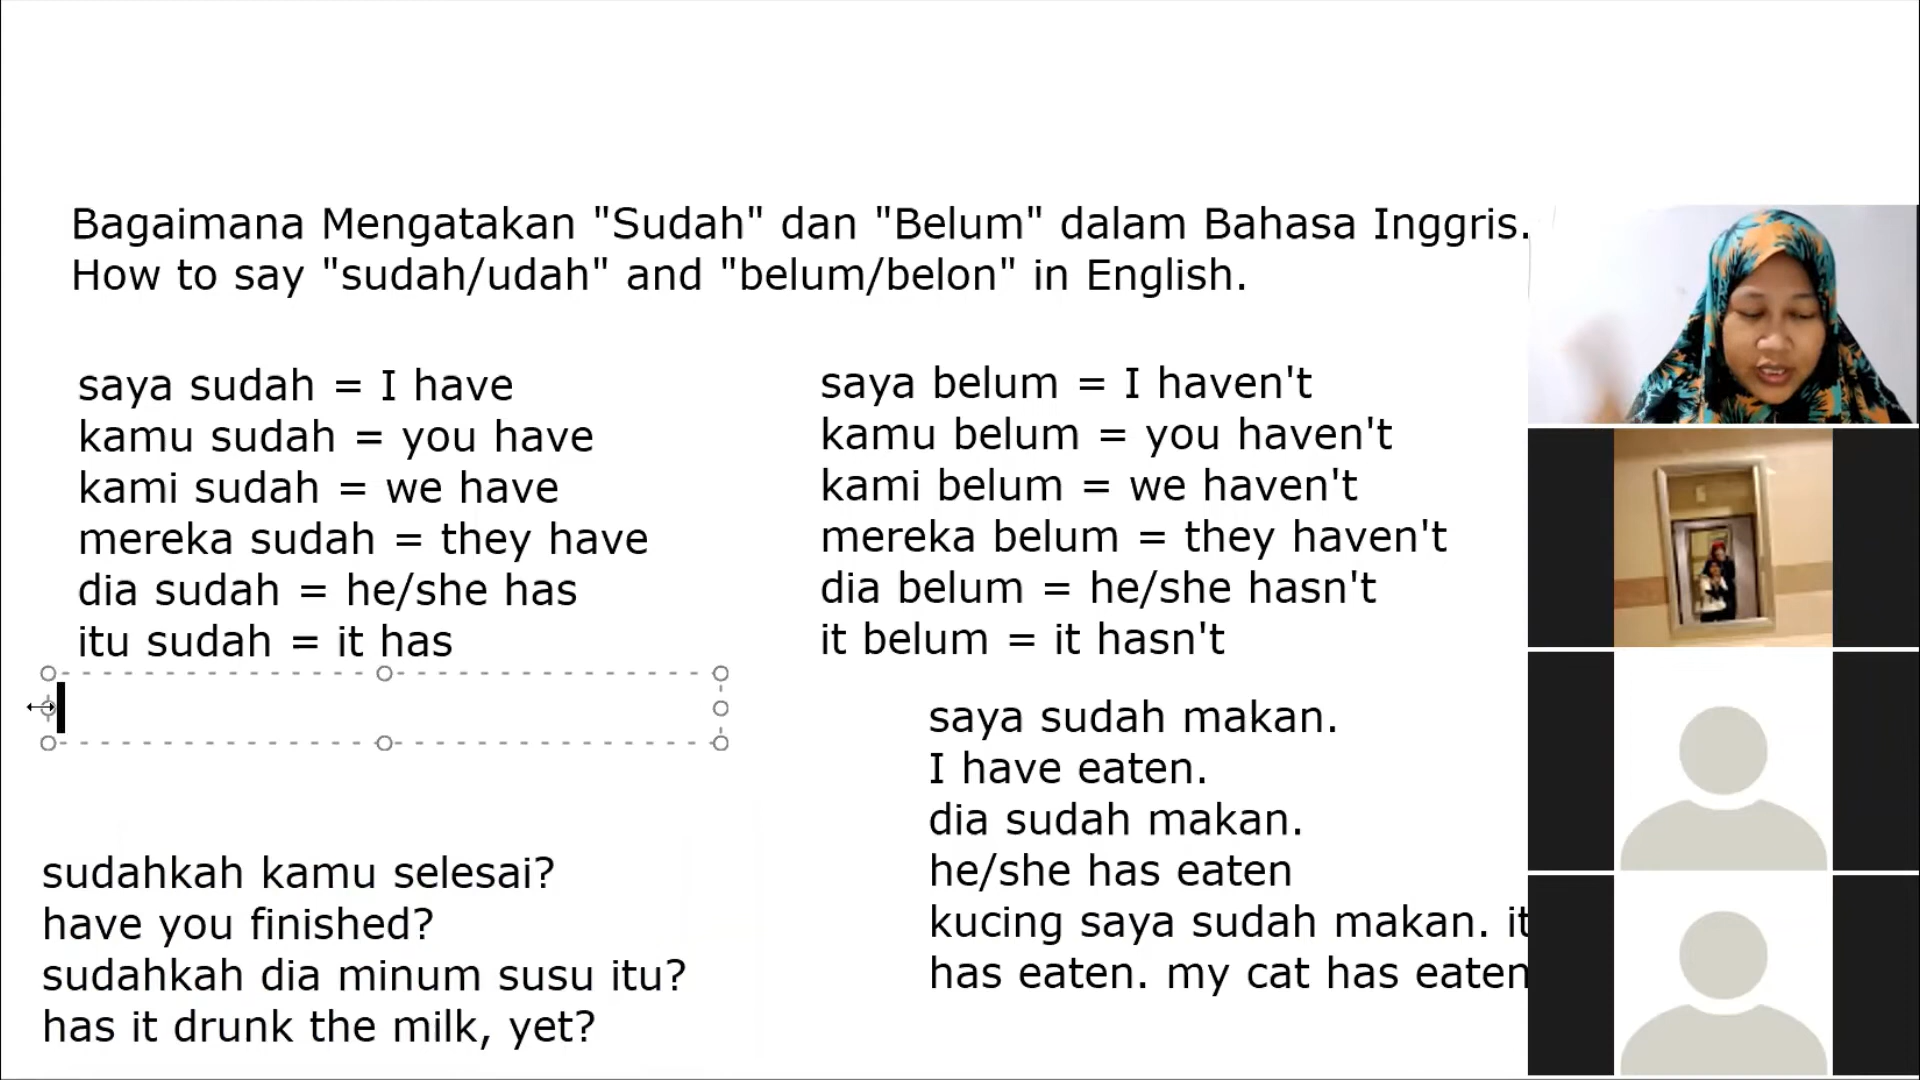 Bagaimana Mengatakan "Sudah" dan "Belum" dalam Bahasa Inggris.
How to say "sudah/udah" and "belum/belon" in English.
saya sudah = I have
kamu sudah = you have
kami sudah = we have
mereka sudah = they have
dia sudah = he/she has
itu sudah = it has
saya belum = I haven't
kamu belum = you haven't
kami belum = we haven't
mereka belum = they haven't
dia belum = he/she hasn't
it belum = it hasn't
saya sudah makan.
I have eaten.
dia sudah makan.
he/she has eaten
kucing saya sudah makan. it
has eaten. my cat has eaten
sudahkah kamu selesai?
have you finished?
sudahkah dia minum susu itu?
has it drunk the milk, yet?